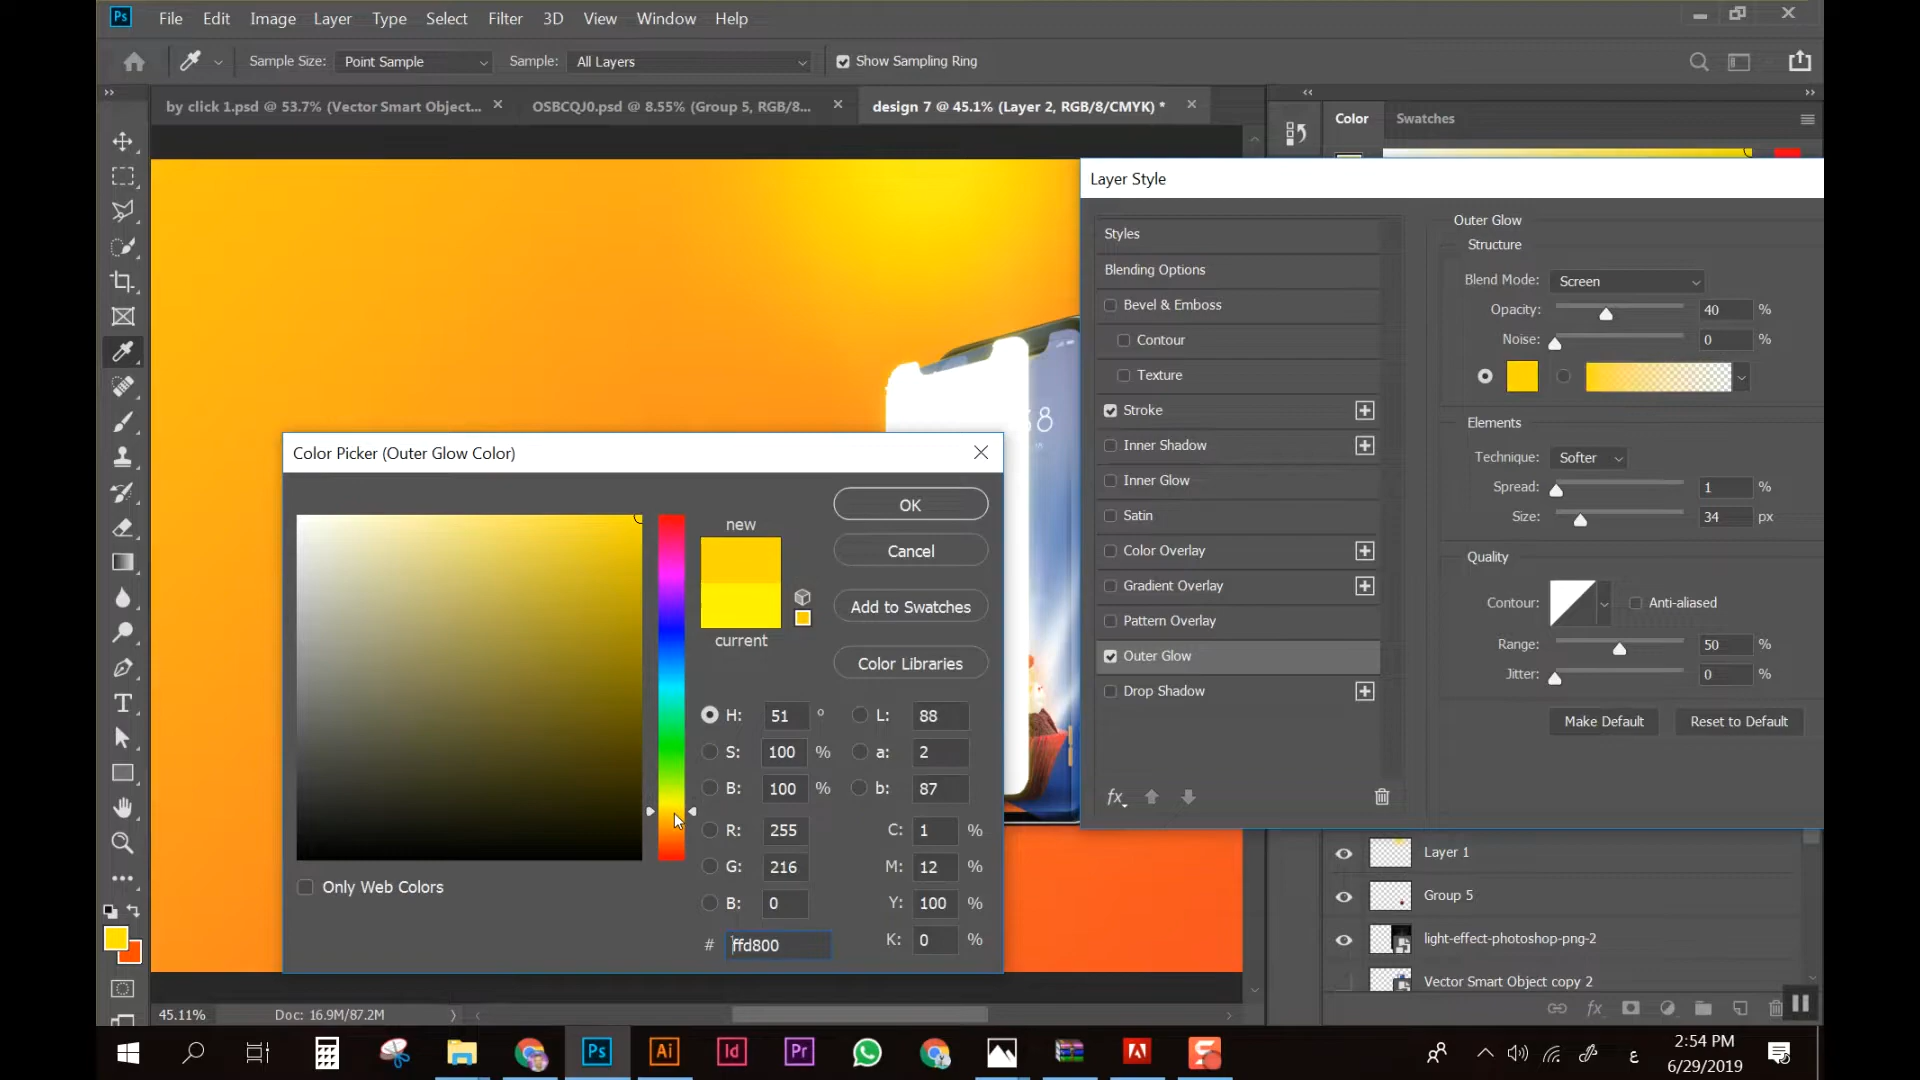 Ps File Edit Image Layer Type Select Filter 3D View Window Help
Sample Size: Point Sample Sample: All Layers Show Sampling Ring
by click 1.psd @ 53.7% (Vector Smart Object... OSBCQJ0.psd @ 8.55% (Group 5, RGB/8... design 7 @ 45.1% (Layer 2, RGB/8/CMYK) *
Color Swatches
Layer Style
Styles
Blending Options
Bevel & Emboss
Contour
Texture
Stroke
Inner Shadow
Inner Glow
Satin
Color Overlay
Gradient Overlay
Pattern Overlay
Outer Glow
Drop Shadow
fx
Outer Glow
Structure
Blend Mode: Screen
Opacity: 40 %
Noise: 0 %
Elements
Technique: Softer
Spread: 1 %
Size: 34 px
Quality
Contour: Anti-aliased
Range: 50 %
Jitter: 0 %
Make Default Reset to Default
Color Picker (Outer Glow Color)
new
current
OK
Cancel
Add to Swatches
Color Libraries
H: 51 ° L: 88
S: 100 % a: 2
B: 100 % b: 87
R: 255 C: 1 %
G: 216 M: 12 %
B: 0 Y: 100 %
# ffd800 K: 0 %
Only Web Colors
Layer 1
Group 5
light-effect-photoshop-png-2
Vector Smart Object copy 2
fx
45.11% Doc: 16.9M/87.2M
Ps Ai Id Pr
ع
2:54 PM
6/29/2019